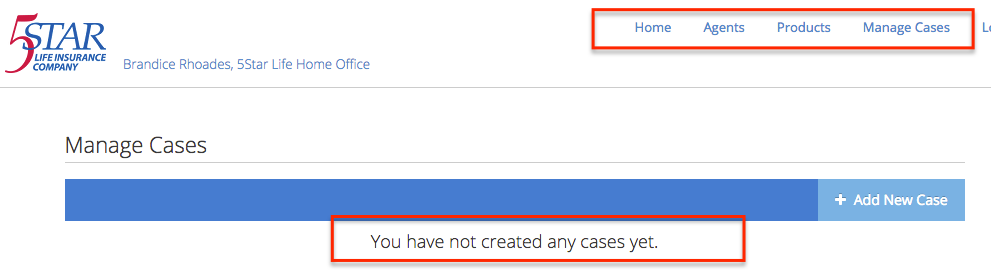 5STAR
LIFE INSURANCE
COMPANY
Brandice Rhoades, 5Star Life Home Office
Home Agents Products Manage Cases
Manage Cases
+ Add New Case
You have not created any cases yet.